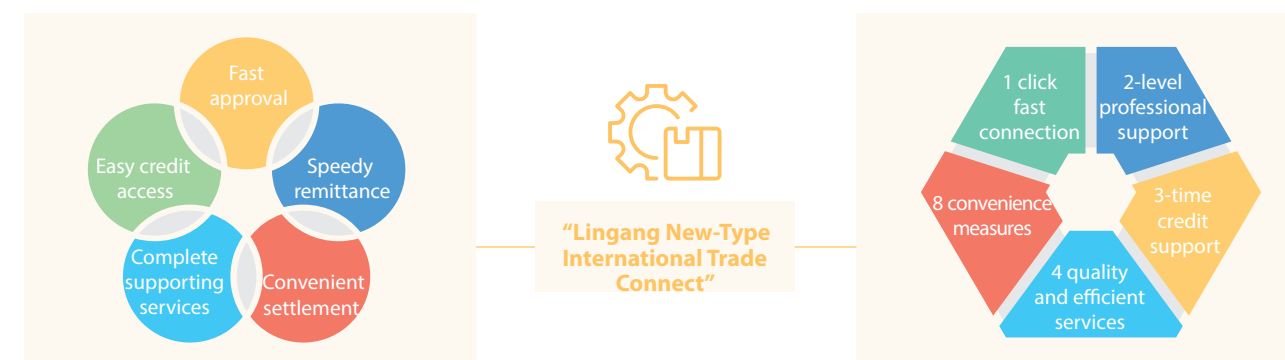 Fast
approval
Easy credit
access
Speedy
remittance
Complete
supporting
services
Convenient
settlement
“Lingang New-Type
International Trade
Connect”
1 click
fast
connection
2-level
professional
support
8 convenience
measures
3-time
credit
support
4 quality
and efficient
services